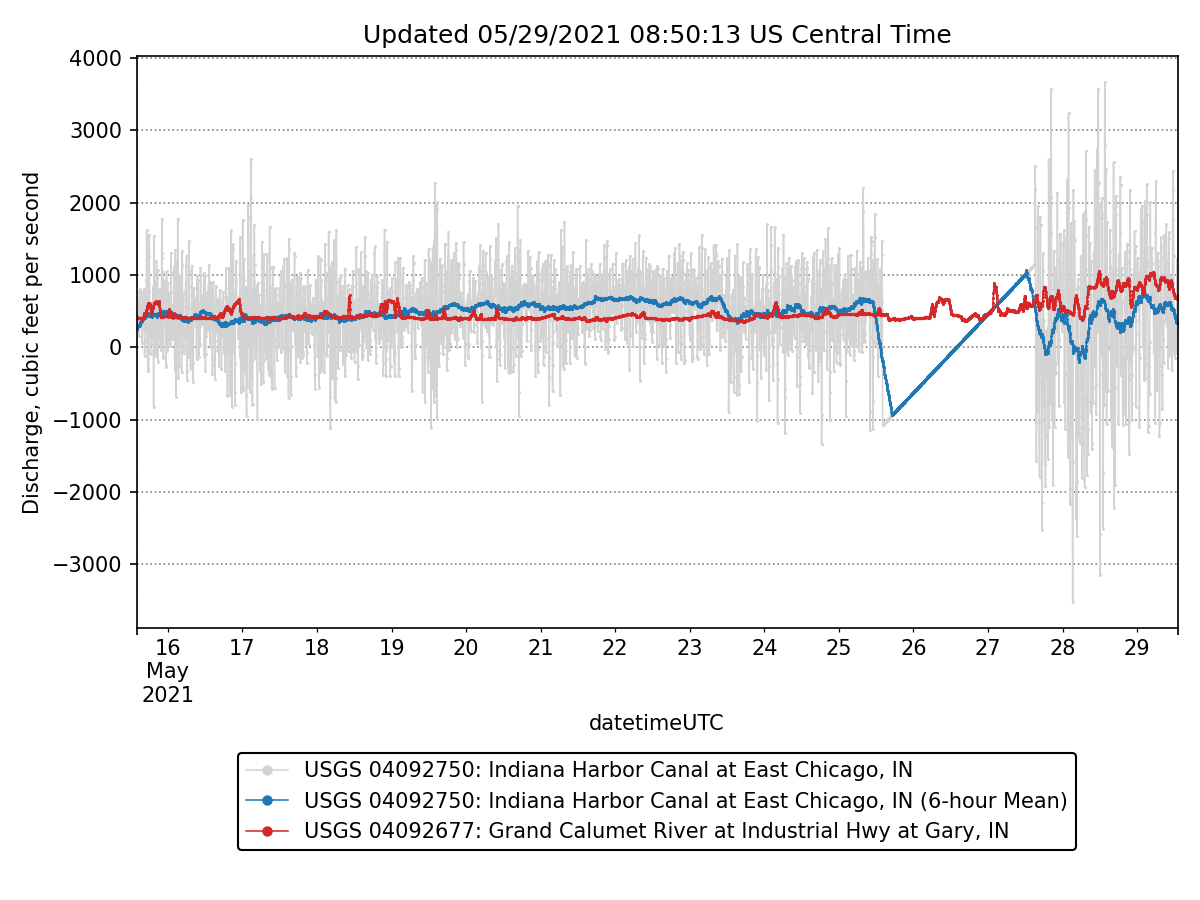 Updated 05/29/2021 08:50:13 US Central Time
Discharge, cubic feet per second
4000
3000
2000
1000
0
−1000
−2000
−3000
16 17 18 19 20 21 22 23 24 25 26 27 28 29
May
2021
datetimeUTC
USGS 04092750: Indiana Harbor Canal at East Chicago, IN
USGS 04092750: Indiana Harbor Canal at East Chicago, IN (6-hour Mean)
USGS 04092677: Grand Calumet River at Industrial Hwy at Gary, IN